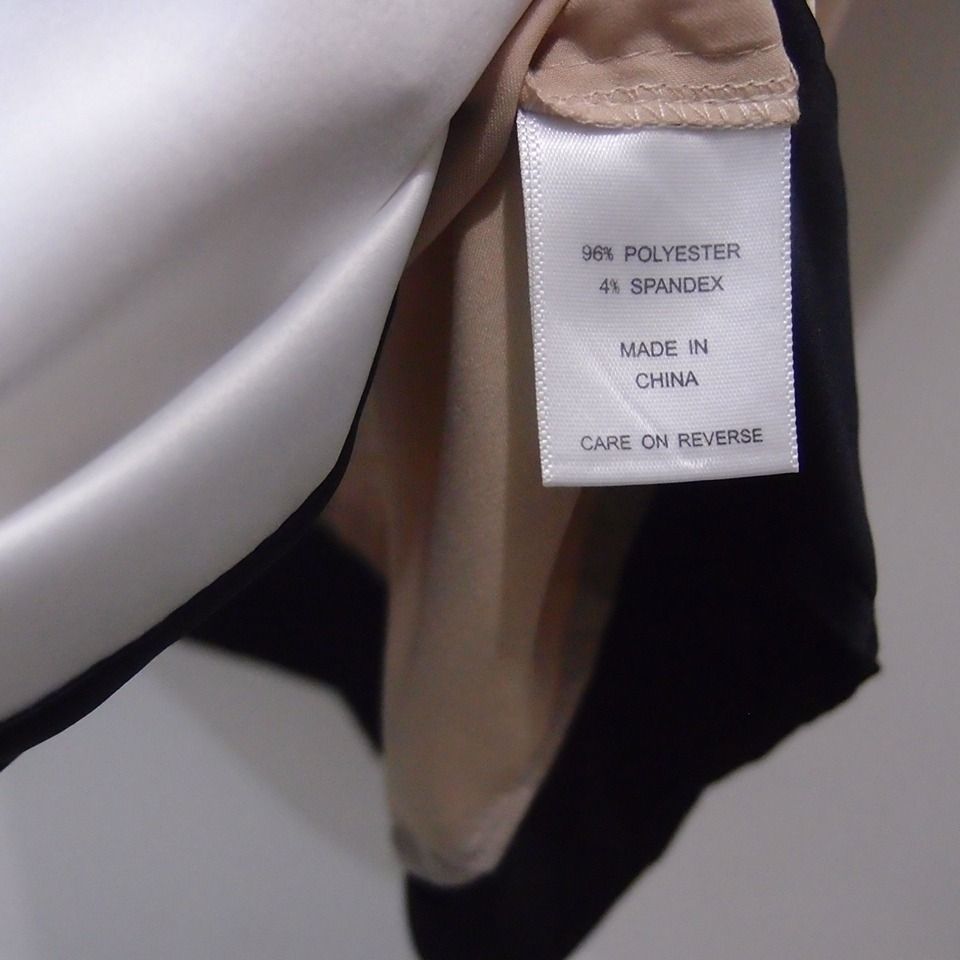 96% POLYESTER
4% SPANDEX
MADE IN
CHINA
CARE ON REVERSE